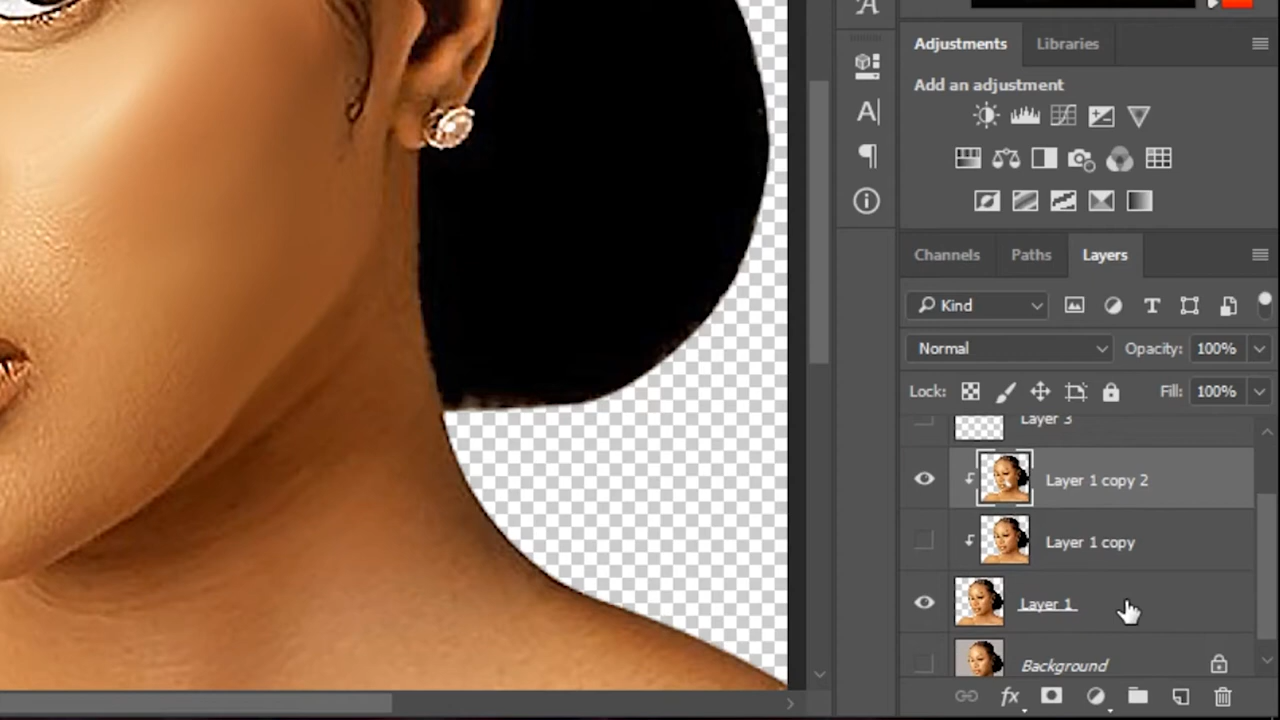 Adjustments Libraries
Add an adjustment
Channels Paths Layers
Kind
Normal Opacity: 100%
Lock: Fill: 100%
Layer 3
Layer 1 copy 2
Layer 1 copy
Layer 1
Background